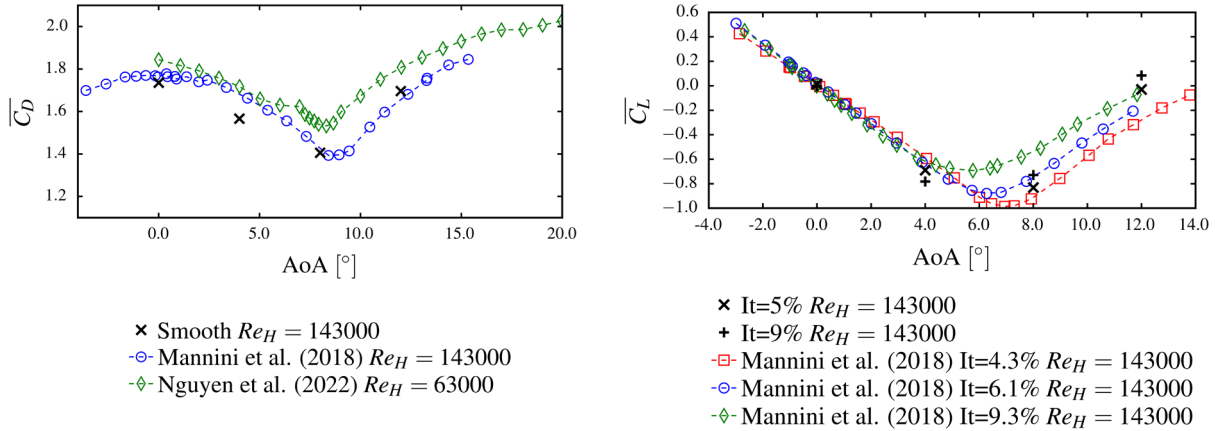 2.0
1.8
1.6
1.4
1.2
0.0
5.0
10.0
15.0
20.0
C_D
AoA [°]
Smooth Re_H = 143000
Mannini et al. (2018) Re_H = 143000
Nguyen et al. (2022) Re_H = 63000
0.6
0.4
0.2
0.0
−0.2
−0.4
−0.6
−0.8
−1.0
-4.0
-2.0
0.0
2.0
4.0
6.0
8.0
10.0
12.0
14.0
C_L
AoA [°]
It=5% Re_H = 143000
It=9% Re_H = 143000
Mannini et al. (2018) It=4.3% Re_H = 143000
Mannini et al. (2018) It=6.1% Re_H = 143000
Mannini et al. (2018) It=9.3% Re_H = 143000